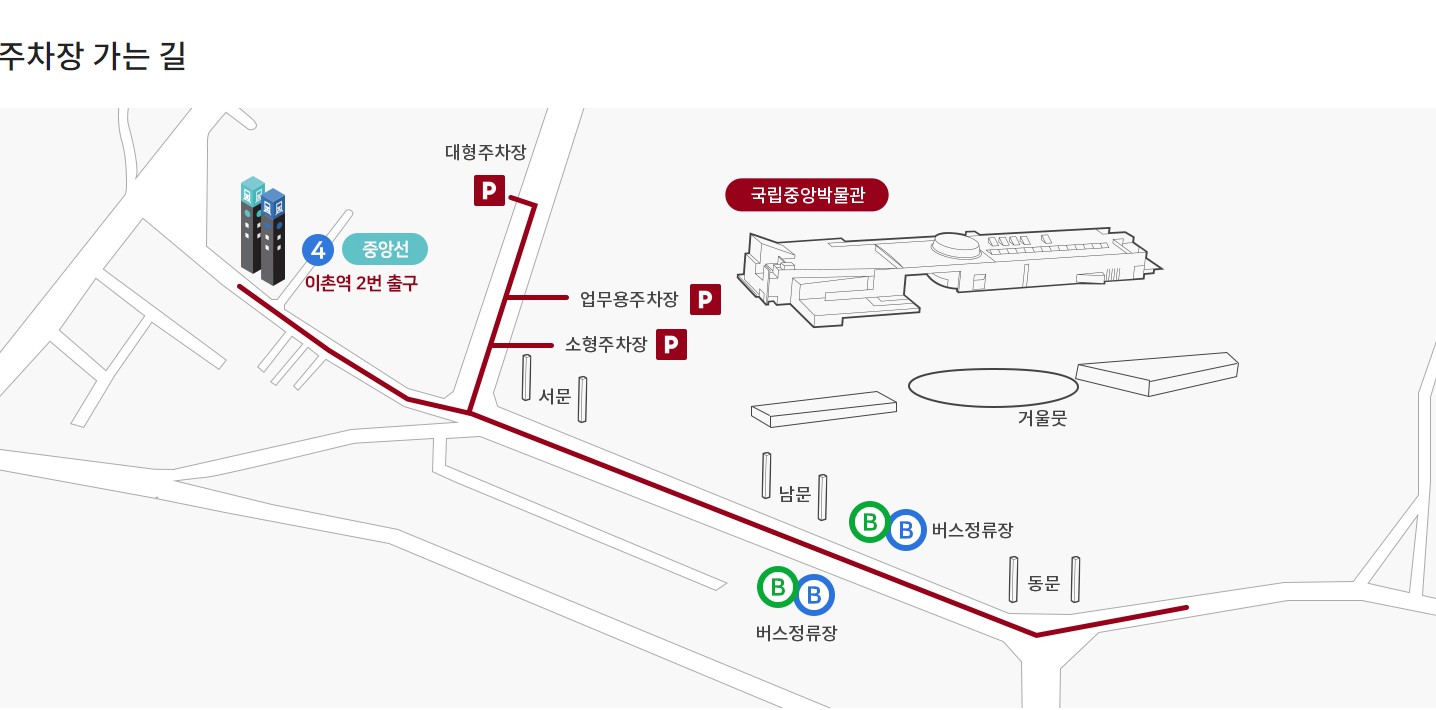 주차장 가는 길
대형주차장
P
국립중앙박물관
4 중앙선
이촌역 2번 출구
업무용주차장 P
소형주차장 P
서문
거울못
남문
B B 버스정류장
동문
B B
버스정류장